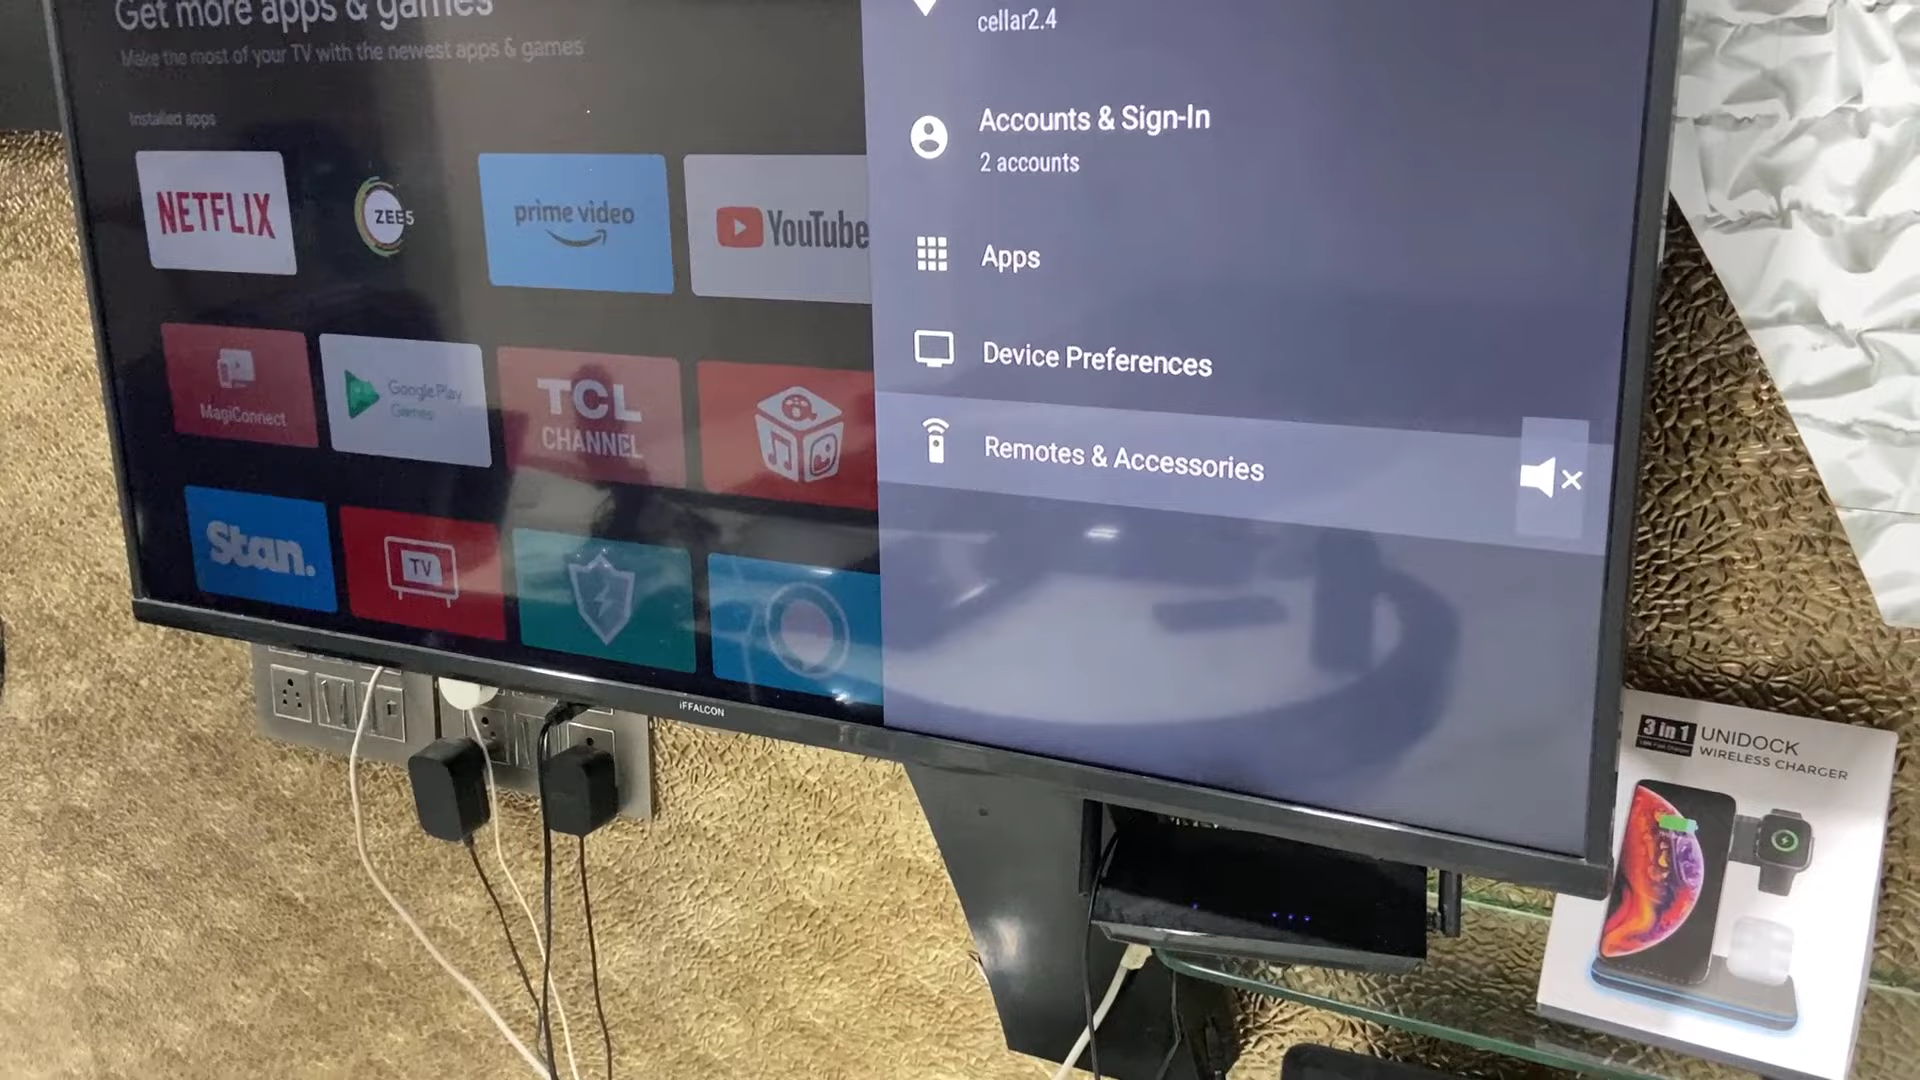 Get more apps & games
Make the most of your TV with the newest apps & games
Installed apps
NETFLIX
ZEE5
prime video
YouTube
MagiConnect
Google Play
Games
TCL
CHANNEL
Stan.
TV
cellar2.4
Accounts & Sign-In
2 accounts
Apps
Device Preferences
Remotes & Accessories
iFFALCON
3 in 1
UNIDOCK
WIRELESS CHARGER